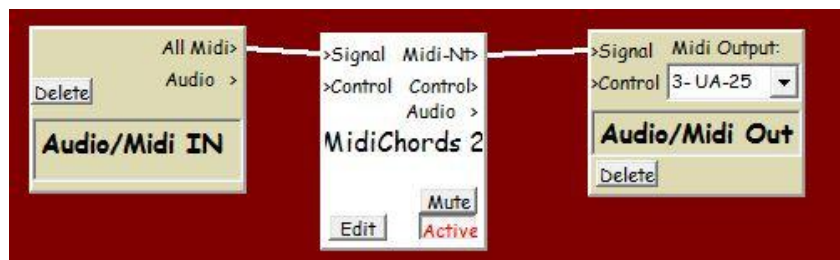 All Midi>
Audio >
Delete
Audio/Midi IN
>Signal Midi-Nt>
>Control Control>
Audio >
MidiChords 2
Mute
Edit Active
>Signal Midi Output:
>Control 3- UA-25
Audio/Midi Out
Delete